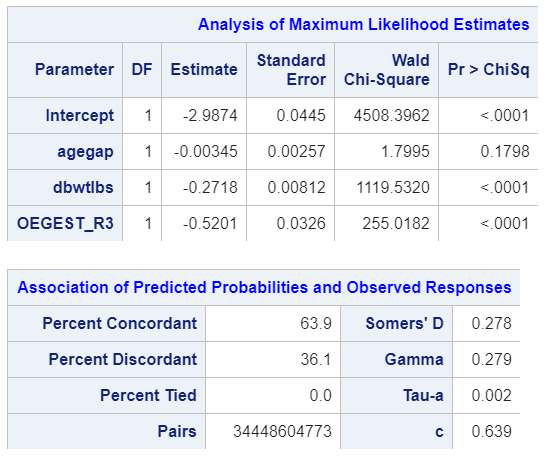 Analysis of Maximum Likelihood Estimates
Parameter DF Estimate Standard Error Wald Chi-Square Pr > ChiSq
Intercept 1 -2.9874 0.0445 4508.3962 <.0001
agegap 1 -0.00345 0.00257 1.7995 0.1798
dbwtlbs 1 -0.2718 0.00812 1119.5320 <.0001
OEGEST_R3 1 -0.5201 0.0326 255.0182 <.0001
Association of Predicted Probabilities and Observed Responses
Percent Concordant 63.9 Somers' D 0.278
Percent Discordant 36.1 Gamma 0.279
Percent Tied 0.0 Tau-a 0.002
Pairs 34448604773 c 0.639